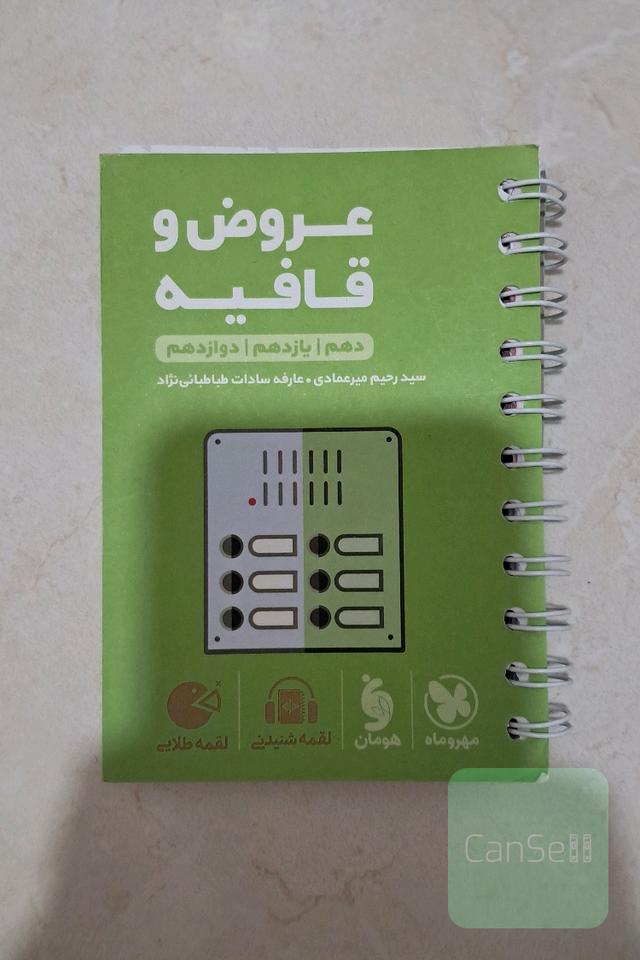 عروض و
قافیه
دهم | یازدهم | دوازدهم
سید رحیم میرعمادی • عارفه سادات طباطبائی‌نژاد
مهروماه
هومان
لقمه شنیدنی
لقمه طلایی
CanSell